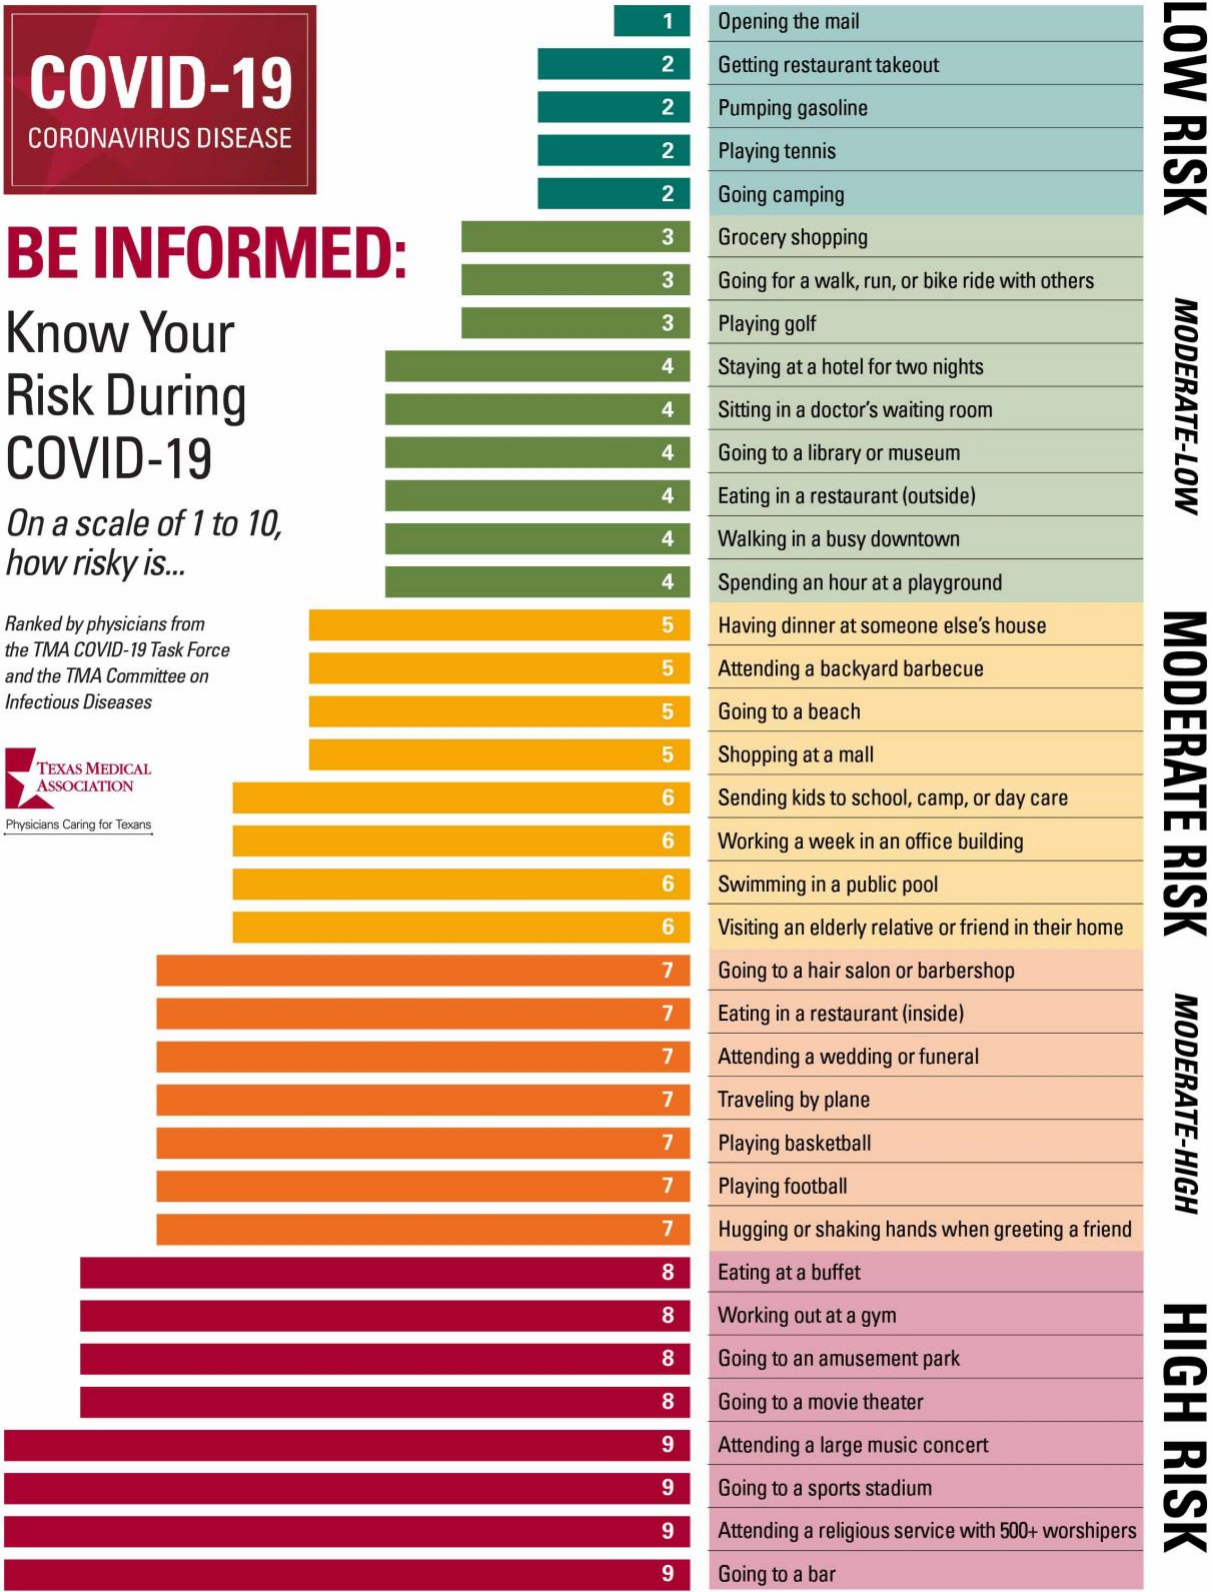 COVID-19
CORONAVIRUS DISEASE
BE INFORMED:
Know Your
Risk During
COVID-19
On a scale of 1 to 10,
how risky is...
Ranked by physicians from
the TMA COVID-19 Task Force
and the TMA Committee on
Infectious Diseases
TEXAS MEDICAL
ASSOCIATION
Physicians Caring for Texans
1 Opening the mail
2 Getting restaurant takeout
2 Pumping gasoline
2 Playing tennis
2 Going camping
3 Grocery shopping
3 Going for a walk, run, or bike ride with others
3 Playing golf
4 Staying at a hotel for two nights
4 Sitting in a doctor's waiting room
4 Going to a library or museum
4 Eating in a restaurant (outside)
4 Walking in a busy downtown
4 Spending an hour at a playground
5 Having dinner at someone else's house
5 Attending a backyard barbecue
5 Going to a beach
5 Shopping at a mall
6 Sending kids to school, camp, or day care
6 Working a week in an office building
6 Swimming in a public pool
6 Visiting an elderly relative or friend in their home
7 Going to a hair salon or barbershop
7 Eating in a restaurant (inside)
7 Attending a wedding or funeral
7 Traveling by plane
7 Playing basketball
7 Playing football
7 Hugging or shaking hands when greeting a friend
8 Eating at a buffet
8 Working out at a gym
8 Going to an amusement park
8 Going to a movie theater
9 Attending a large music concert
9 Going to a sports stadium
9 Attending a religious service with 500+ worshipers
9 Going to a bar
LOW RISK
MODERATE-LOW
MODERATE RISK
MODERATE-HIGH
HIGH RISK